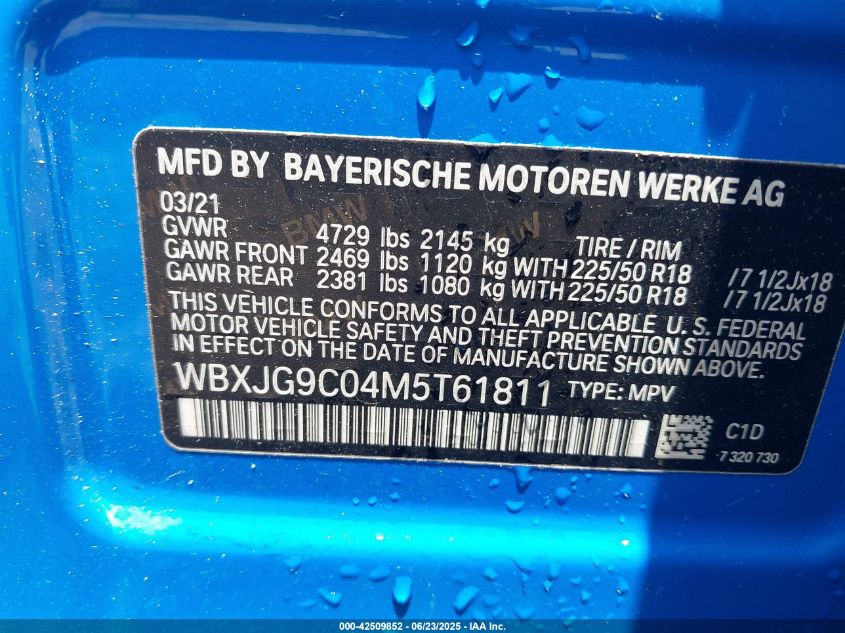 MFD BY BAYERISCHE MOTOREN WERKE AG
03/21
GVWR 4729 lbs 2145 kg TIRE / RIM
GAWR FRONT 2469 lbs 1120 kg WITH 225/50 R18 /7 1/2Jx18
GAWR REAR 2381 lbs 1080 kg WITH 225/50 R18 /7 1/2Jx18
THIS VEHICLE CONFORMS TO ALL APPLICABLE U. S. FEDERAL
MOTOR VEHICLE SAFETY AND THEFT PREVENTION STANDARDS
IN EFFECT ON THE DATE OF MANUFACTURE SHOWN ABOVE.
WBXJG9C04M5T61811 TYPE: MPV
C1D
7 320 730
000-42509852 - 06/23/2025 - IAA Inc.